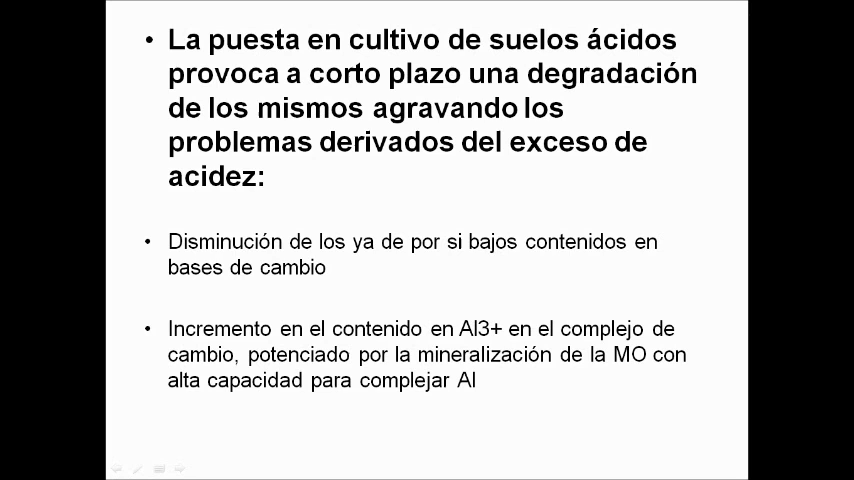 • La puesta en cultivo de suelos ácidos
provoca a corto plazo una degradación
de los mismos agravando los
problemas derivados del exceso de
acidez:
• Disminución de los ya de por si bajos contenidos en
bases de cambio
• Incremento en el contenido en Al3+ en el complejo de
cambio, potenciado por la mineralización de la MO con
alta capacidad para complejar Al